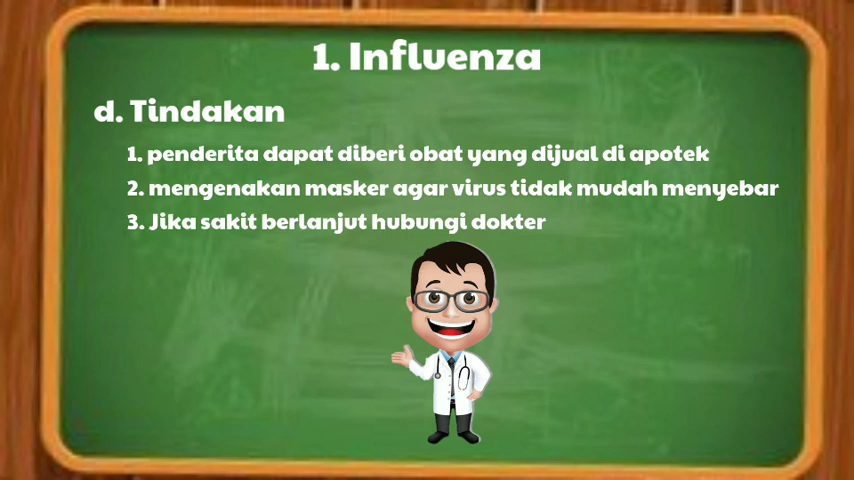 1. Influenza
d. Tindakan
1. penderita dapat diberi obat yang dijual di apotek
2. mengenakan masker agar virus tidak mudah menyebar
3. Jika sakit berlanjut hubungi dokter